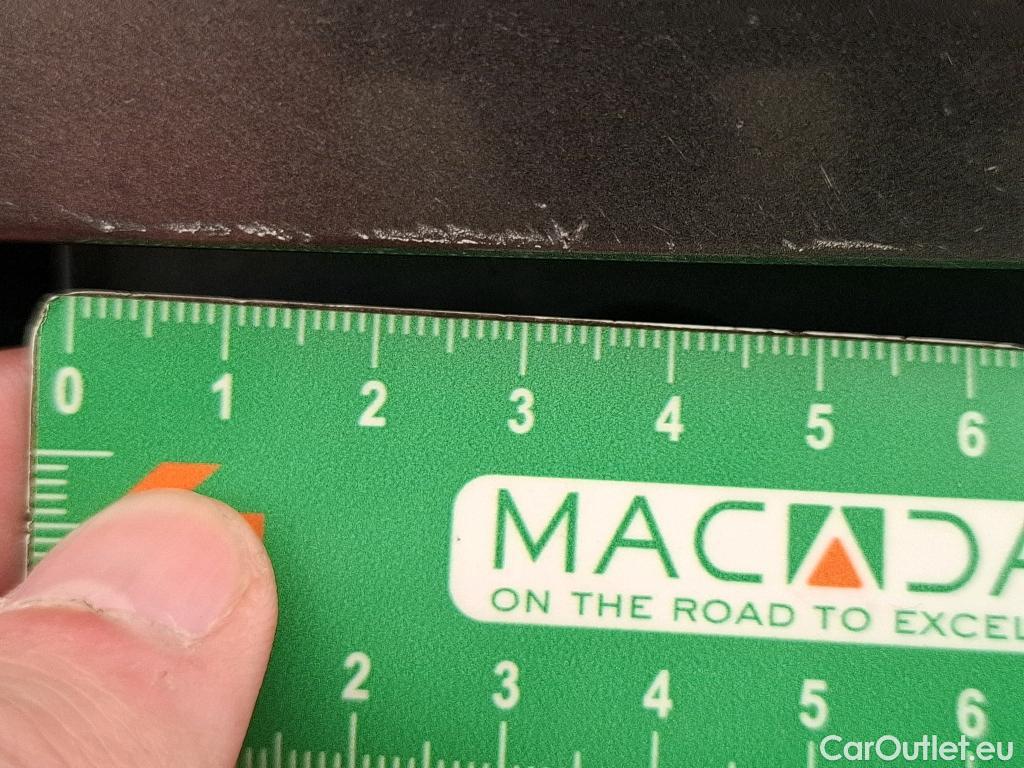 0 1 2 3 4 5 6
MACADA
ON THE ROAD TO EXCEL
2 3 4 5 6
CarOutlet.eu